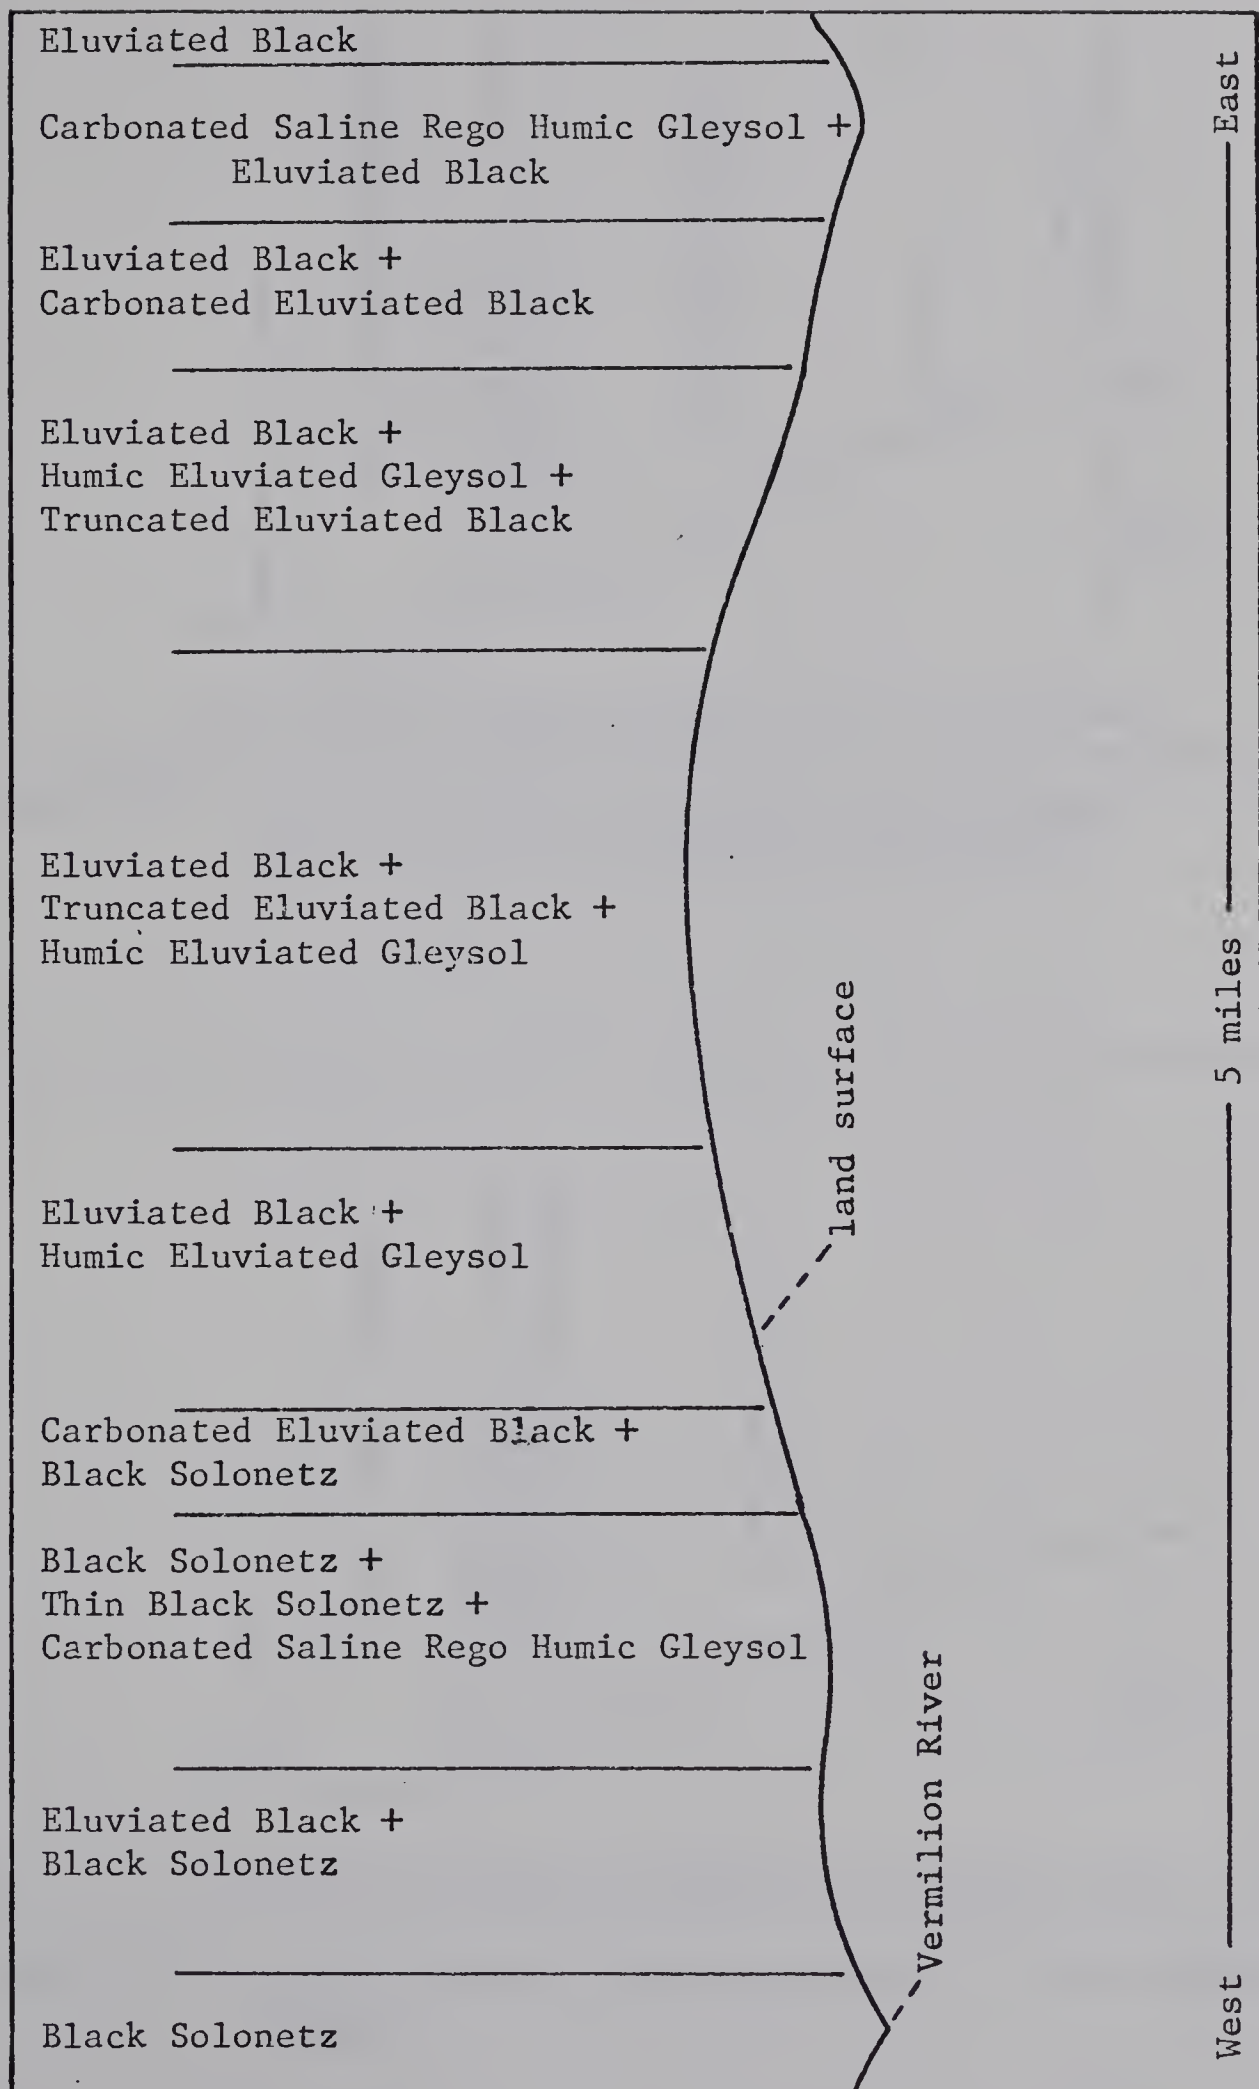 Eluviated Black
Carbonated Saline Rego Humic Gleysol +
Eluviated Black
Eluviated Black +
Carbonated Eluviated Black
Eluviated Black +
Humic Eluviated Gleysol +
Truncated Eluviated Black
Eluviated Black +
Truncated Eluviated Black +
Humic Eluviated Gleysol
Eluviated Black +
Humic Eluviated Gleysol
Carbonated Eluviated Black +
Black Solonetz
Black Solonetz +
Thin Black Solonetz +
Carbonated Saline Rego Humic Gleysol
Eluviated Black +
Black Solonetz
Black Solonetz
land surface
Vermilion River
West
5 miles
East